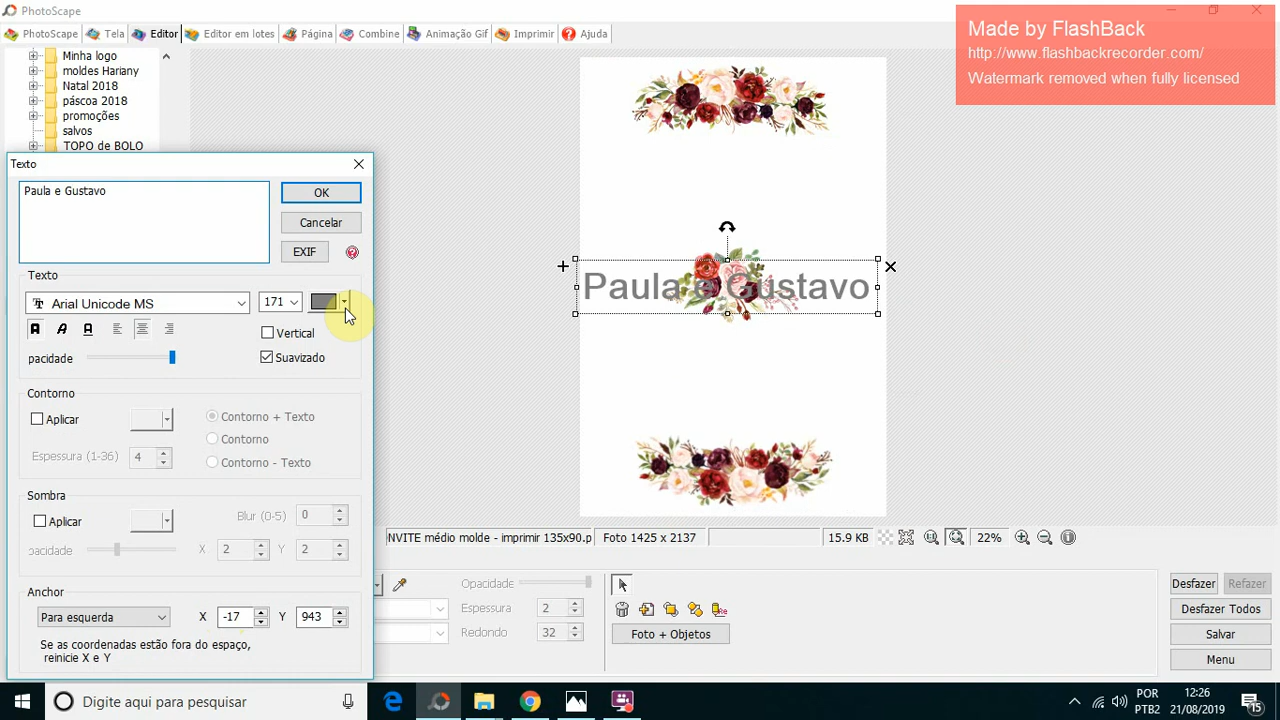 PhotoScape
PhotoScape Tela Editor Editor em lotes Página Combine Animação Gif Imprimir Ajuda
Made by FlashBack
http://www.flashbackrecorder.com/
Watermark removed when fully licensed
Minha logo
moldes Hariany
Natal 2018
páscoa 2018
promoções
salvos
TOPO de BOLO
Texto
Paula e Gustavo
OK
Cancelar
EXIF
Texto
Arial Unicode MS 171
A A A
Vertical
pacidade
Suavizado
Contorno
Aplicar
Contorno + Texto
Contorno
Espessura (1-36) 4
Contorno - Texto
Sombra
Aplicar
Blur (0-5) 0
pacidade X 2 Y 2
Anchor
Para esquerda X -17 Y 943
Se as coordenadas estão fora do espaço,
reinicie X e Y
Paula e Gustavo
NVITE médio molde - imprimir 135x90.p Foto 1425 x 2137 15.9 KB 22%
Opacidade
Espessura 2
Redondo 32
Foto + Objetos
Desfazer Refazer
Desfazer Todos
Salvar
Menu
Digite aqui para pesquisar
POR
PTB2
12:26
21/08/2019
15